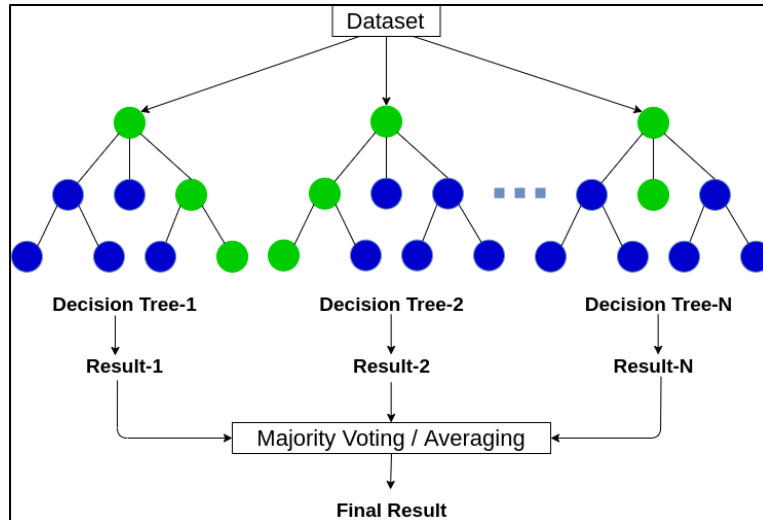 Dataset
Decision Tree-1
Decision Tree-2
Decision Tree-N
Result-1
Result-2
Result-N
Majority Voting / Averaging
Final Result